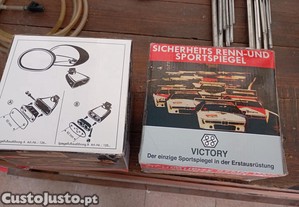 SICHERHEITS RENN-UND
SPORTSPIEGEL
VICTORY
Der einzige Sportspiegel in der Erstausrüstung
CustoJusto.pt